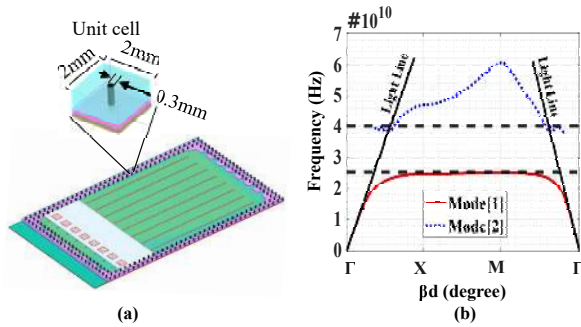 (a)
Unit cell
2mm
2mm
0.3mm
(b)
#10^10
7
6
5
4
3
2
1
0
Frequency (Hz)
Light Line
Light Line
Mode[1]
Mode[2]
Γ X M Γ
βd (degree)
(a)
(b)